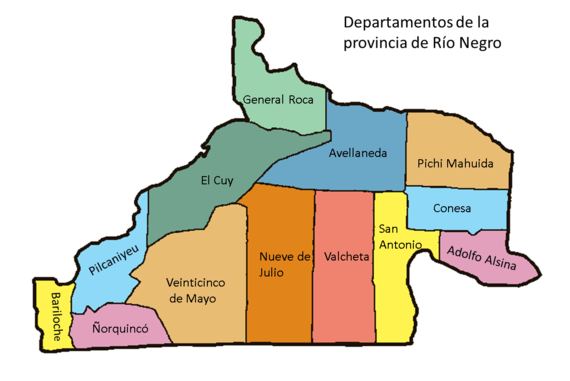 Departamentos de la
provincia de Río Negro
General Roca
Avellaneda
Pichi Mahuida
El Cuy
Conesa
San
Antonio
Adolfo Alsina
Pilcaniyeu
Nueve de
Julio
Valcheta
Veinticinco
de Mayo
Bariloche
Ñorquincó